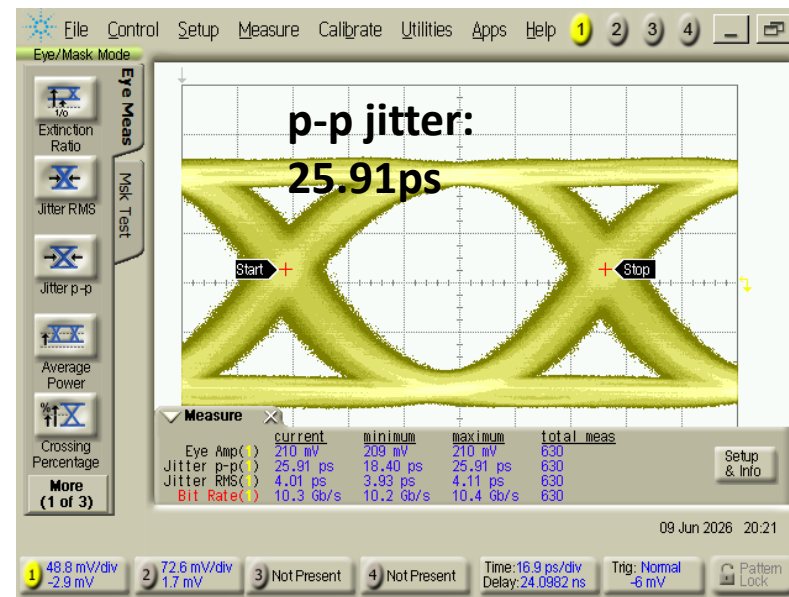 File Control Setup Measure Calibrate Utilities Apps Help 1 2 3 4
Eye/Mask Mode
Eye Meas
Msk Test
1/0
Extinction
Ratio
Jitter RMS
Jitter p-p
Average
Power
%
Crossing
Percentage
More
(1 of 3)
p-p jitter:
25.91ps
Start
Stop
Measure
current minimum maximum total meas
Eye Amp(1) 210 mV 209 mV 210 mV 630
Jitter p-p(1) 25.91 ps 18.40 ps 25.91 ps 630
Jitter RMS(1) 4.01 ps 3.93 ps 4.11 ps 630
Bit Rate(1) 10.3 Gb/s 10.2 Gb/s 10.4 Gb/s 630
Setup
& Info
09 Jun 2026 20:21
1 48.8 mV/div
-2.9 mV
2 72.6 mV/div
1.7 mV
3 Not Present
4 Not Present
Time:16.9 ps/div
Delay:24.0982 ns
Trig: Normal
-6 mV
Pattern
Lock